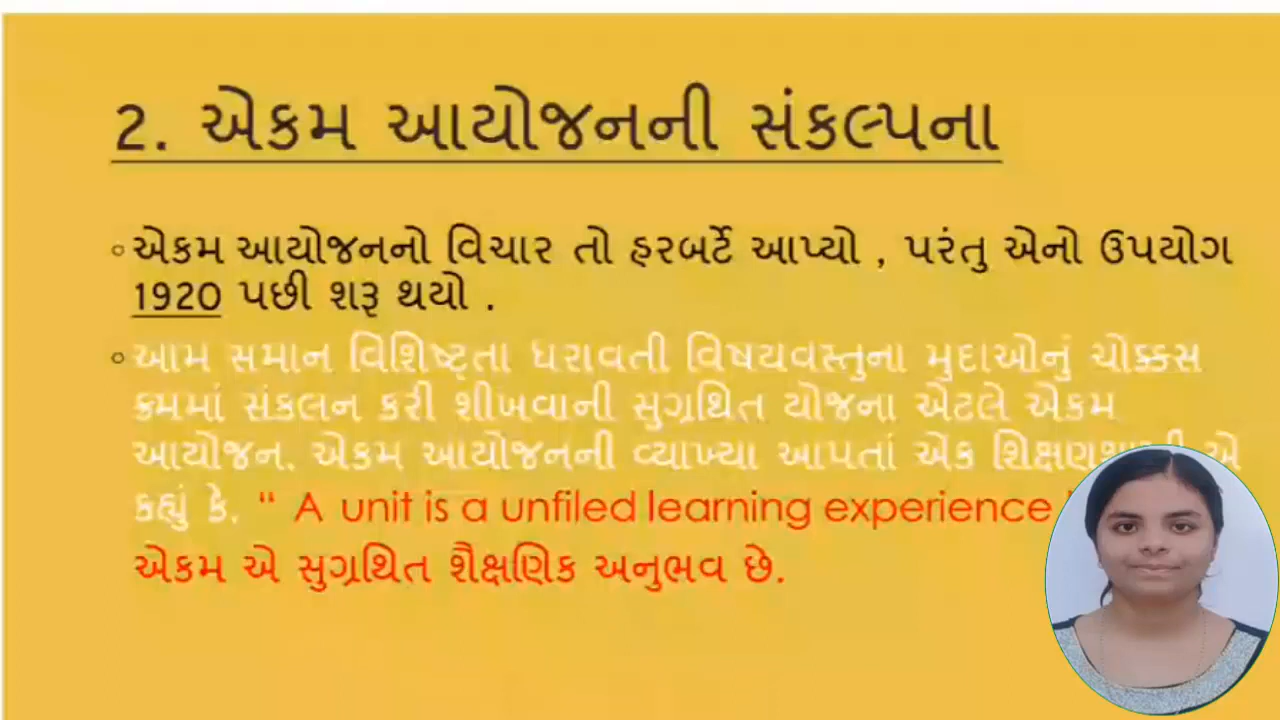 2. એકમ આયોજનની સંકલ્પના
એકમ આયોજનનો વિચાર તો હરબર્ટે આપ્યો , પરંતુ એનો ઉપયોગ
1920 પછી શરૂ થયો .
આમ સમાન વિશિષ્ટ્તા ધરાવતી વિષયવસ્તુના મુદાઓનું ચોક્કસ
ક્રમમાં સંકલન કરી શીખવાની સુગ્રથિત યોજના એટલે એકમ
આયોજન. એકમ આયોજનની વ્યાખ્યા આપતાં એક એ
કહ્યું કે. “ A unit is a unfiled learning experience
એકમ એ સુગ્રથિત શૈક્ષણિક અનુભવ છે.